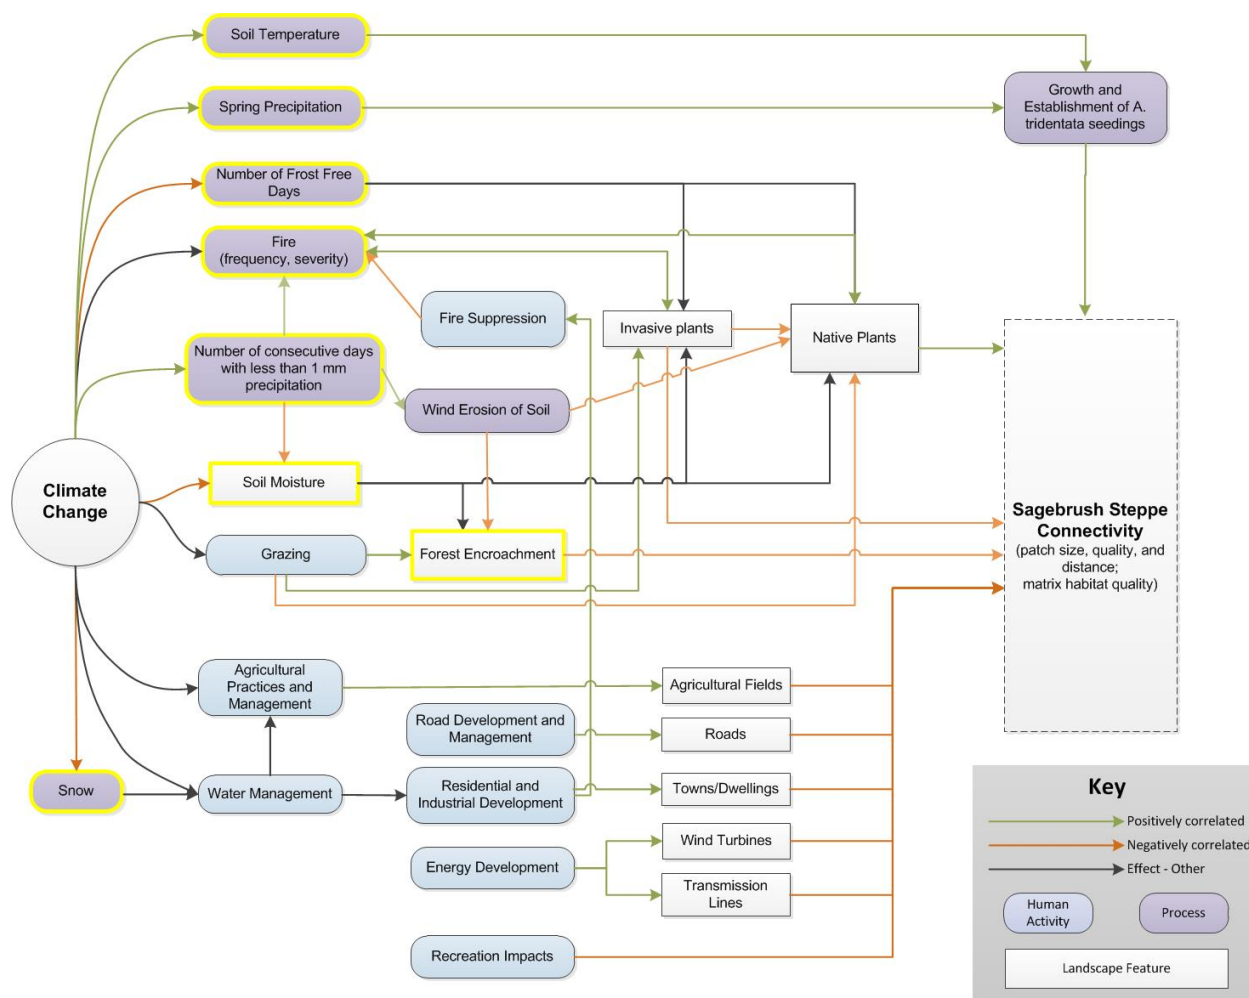 Soil Temperature
Spring Precipitation
Growth and
Establishment of A.
tridentata seedings
Number of Frost Free
Days
Fire
(frequency, severity)
Fire Suppression
Invasive plants
Native Plants
Number of consecutive days
with less than 1 mm
precipitation
Wind Erosion of Soil
Climate
Change
Soil Moisture
Sagebrush Steppe
Connectivity
(patch size, quality, and
distance;
matrix habitat quality)
Grazing
Forest Encroachment
Agricultural
Practices and
Management
Agricultural Fields
Road Development and
Management
Roads
Snow
Water Management
Residential and
Industrial Development
Towns/Dwellings
Energy Development
Wind Turbines
Transmission
Lines
Recreation Impacts
Key
Positively correlated
Negatively correlated
Effect - Other
Human
Activity
Process
Landscape Feature